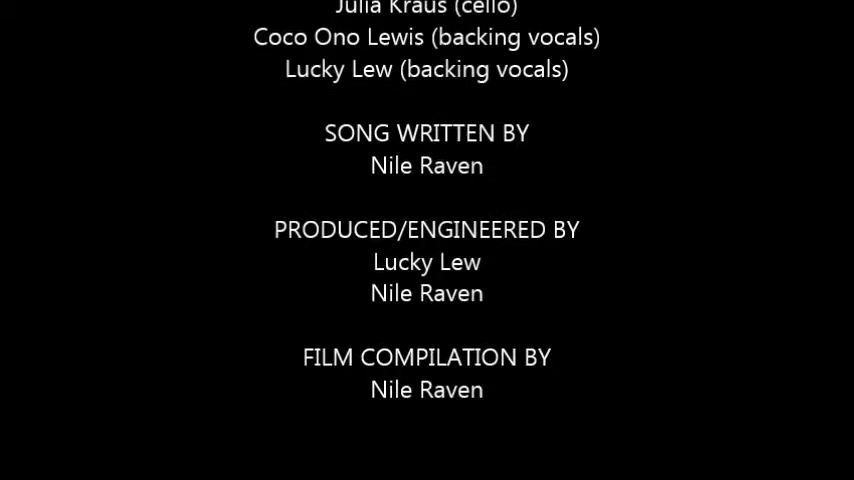 Julia Kraus (cello)
Coco Ono Lewis (backing vocals)
Lucky Lew (backing vocals)
SONG WRITTEN BY
Nile Raven
PRODUCED/ENGINEERED BY
Lucky Lew
Nile Raven
FILM COMPILATION BY
Nile Raven